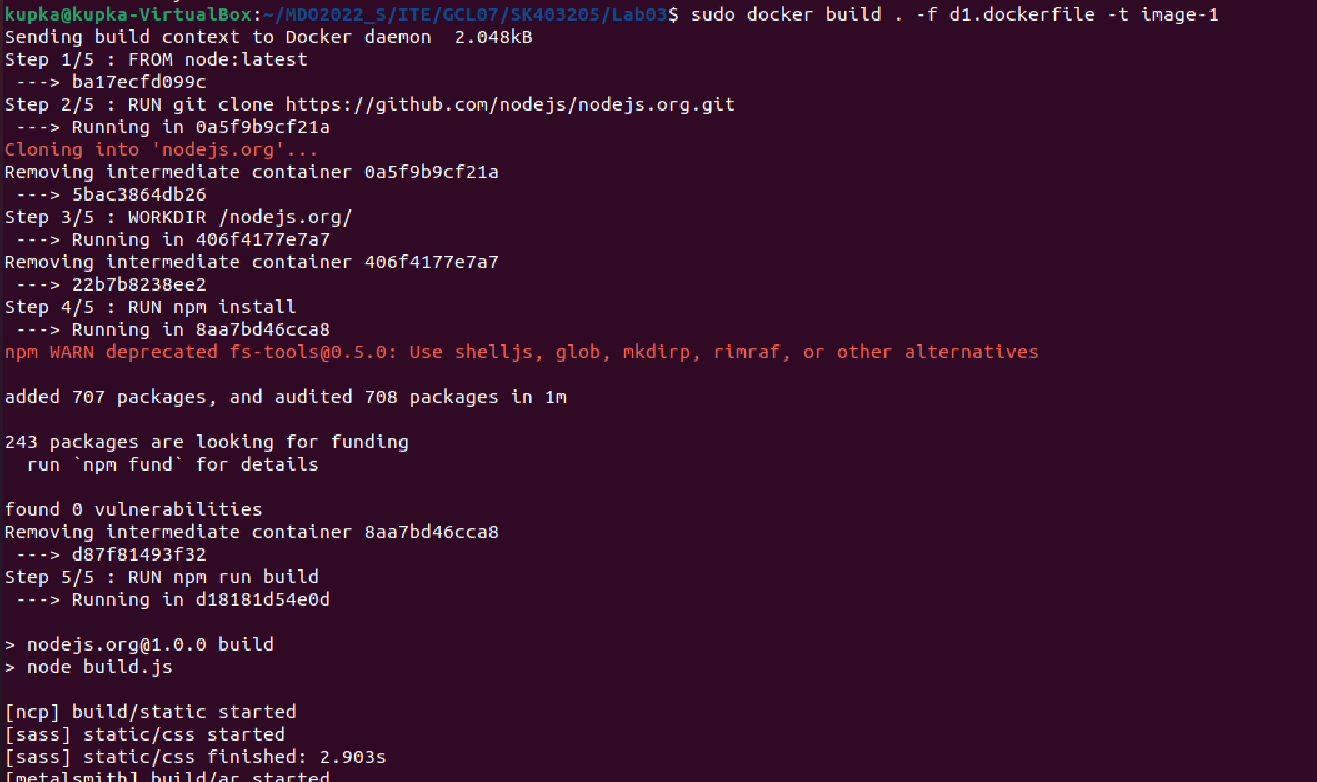 kupka@kupka-VirtualBox:~/MDO2022_S/ITE/GCL07/SK403205/Lab03$ sudo docker build . -f d1.dockerfile -t image-1
Sending build context to Docker daemon  2.048kB
Step 1/5 : FROM node:latest
 ---> ba17ecfd099c
Step 2/5 : RUN git clone https://github.com/nodejs/nodejs.org.git
 ---> Running in 0a5f9b9cf21a
Cloning into 'nodejs.org'...
Removing intermediate container 0a5f9b9cf21a
 ---> 5bac3864db26
Step 3/5 : WORKDIR /nodejs.org/
 ---> Running in 406f4177e7a7
Removing intermediate container 406f4177e7a7
 ---> 22b7b8238ee2
Step 4/5 : RUN npm install
 ---> Running in 8aa7bd46cca8
npm WARN deprecated fs-tools@0.5.0: Use shelljs, glob, mkdirp, rimraf, or other alternatives
added 707 packages, and audited 708 packages in 1m
243 packages are looking for funding
  run `npm fund` for details
found 0 vulnerabilities
Removing intermediate container 8aa7bd46cca8
 ---> d87f81493f32
Step 5/5 : RUN npm run build
 ---> Running in d18181d54e0d
> nodejs.org@1.0.0 build
> node build.js
[ncp] build/static started
[sass] static/css started
[sass] static/css finished: 2.903s
[metalsmith] build/ar started